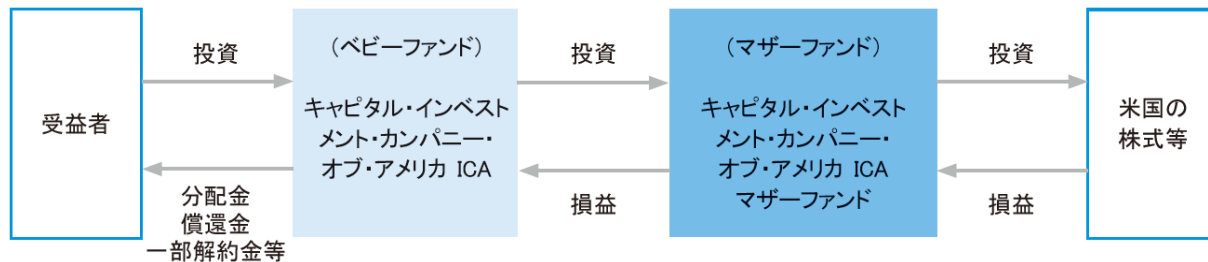 受益者
投資
分配金
償還金
一部解約金等
（ベビーファンド）
キャピタル・インベスト
メント・カンパニー・
オブ・アメリカ ICA
投資
損益
（マザーファンド）
キャピタル・インベスト
メント・カンパニー・
オブ・アメリカ ICA
マザーファンド
投資
損益
米国の
株式等